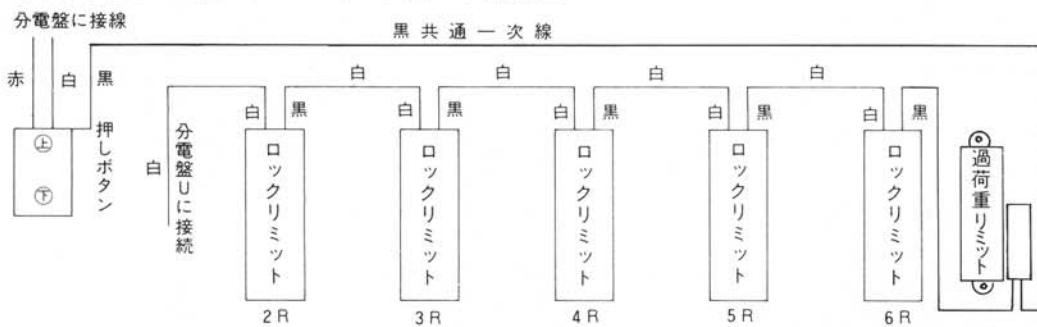 分電盤に接線
黒共通一次線
赤
白
黒
白
白
白
白
上
下
押しボタン
白
分電盤Uに接続
白
黒
ロックリミット
2R
白
黒
ロックリミット
3R
白
黒
ロックリミット
4R
白
黒
ロックリミット
5R
白
黒
ロックリミット
6R
過荷重リミット